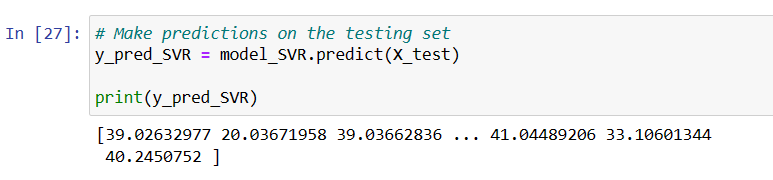 In [27]: # Make predictions on the testing set
y_pred_SVR = model_SVR.predict(X_test)
print(y_pred_SVR)
[39.02632977 20.03671958 39.03662836 ... 41.04489206 33.10601344
40.2450752 ]